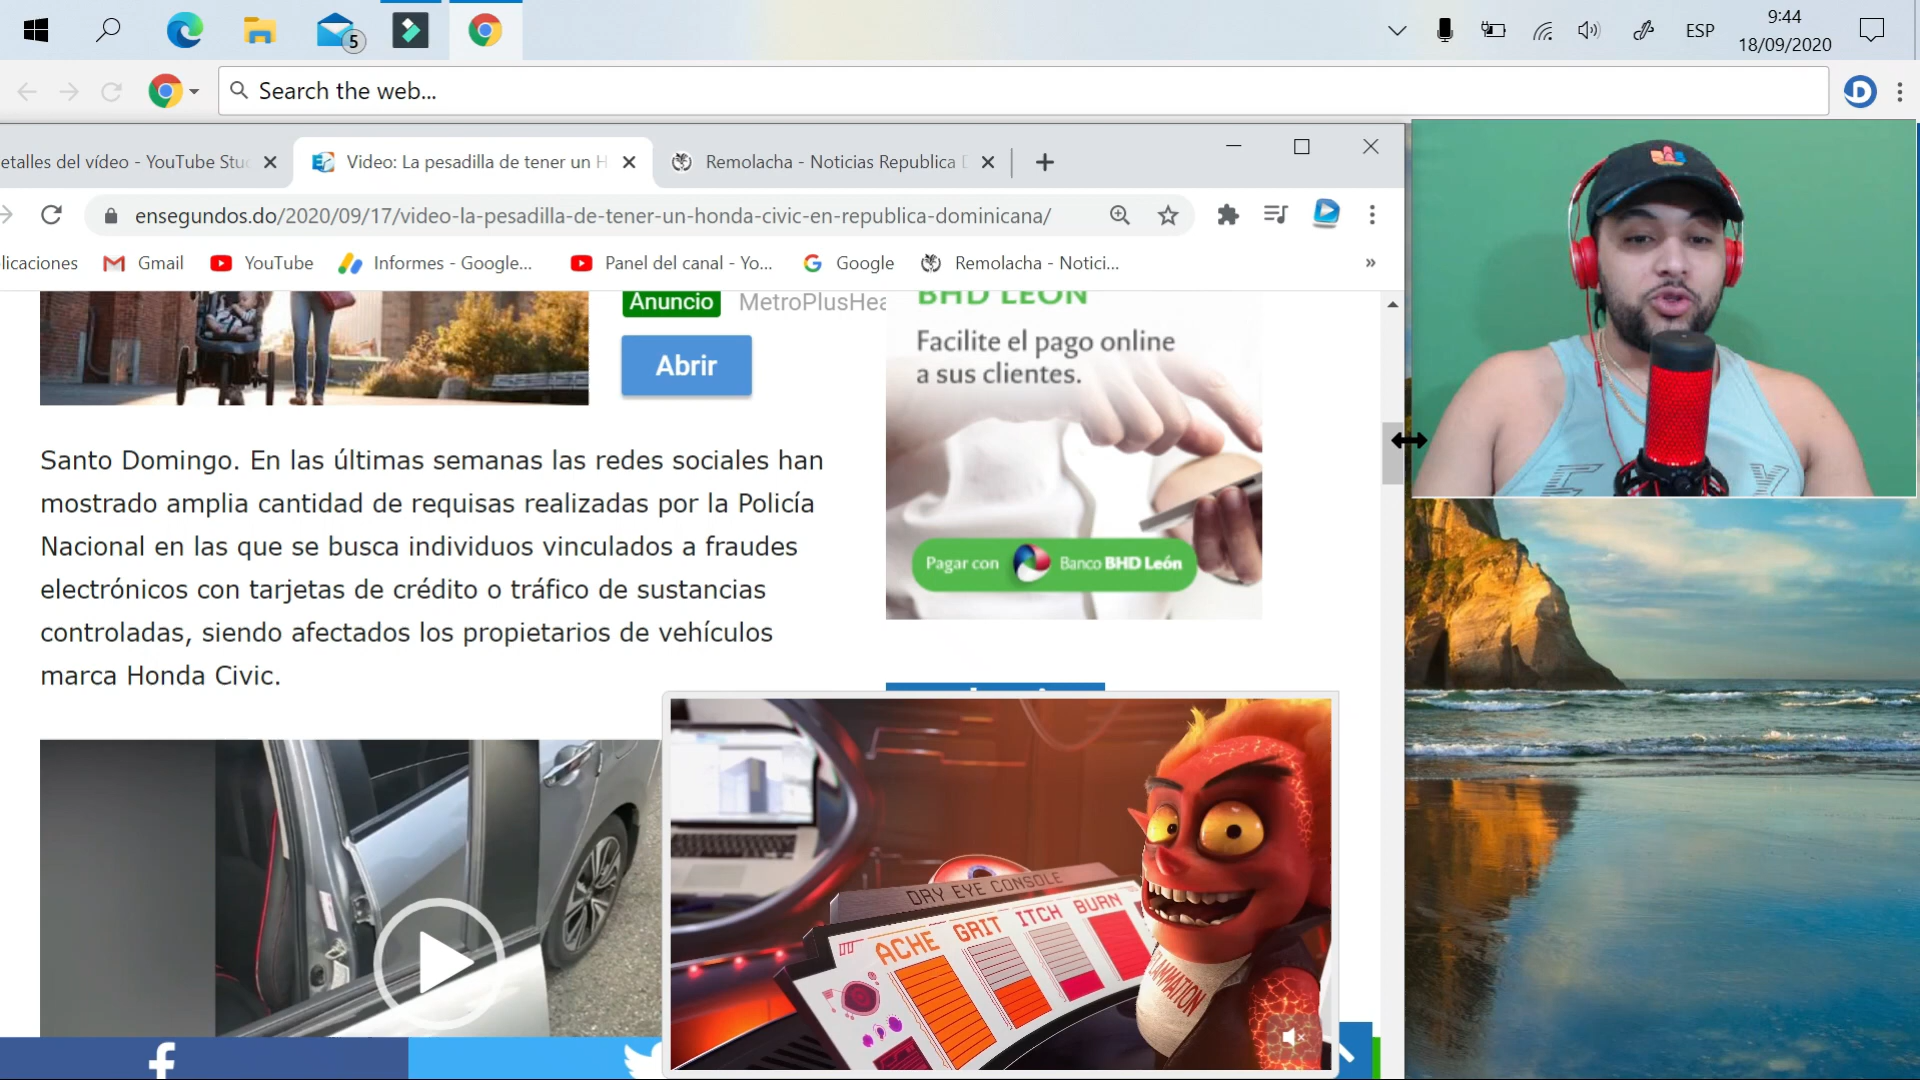 5
ESP
9:44
18/09/2020
Search the web...
etalles del vídeo - YouTube Stu
Video: La pesadilla de tener un H
Remolacha - Noticias Republica D
ensegundos.do/2020/09/17/video-la-pesadilla-de-tener-un-honda-civic-en-republica-dominicana/
licaciones
Gmail
YouTube
Informes - Google...
Panel del canal - Yo...
Google
Remolacha - Notici...
»
Anuncio MetroPlusHea
Abrir
BHD LEÓN
Facilite el pago online
a sus clientes.
Pagar con Banco BHD León
Santo Domingo. En las últimas semanas las redes sociales han
mostrado amplia cantidad de requisas realizadas por la Policía
Nacional en las que se busca individuos vinculados a fraudes
electrónicos con tarjetas de crédito o tráfico de sustancias
controladas, siendo afectados los propietarios de vehículos
marca Honda Civic.
DRY EYE CONSOLE
ACHE GRIT ITCH BURN